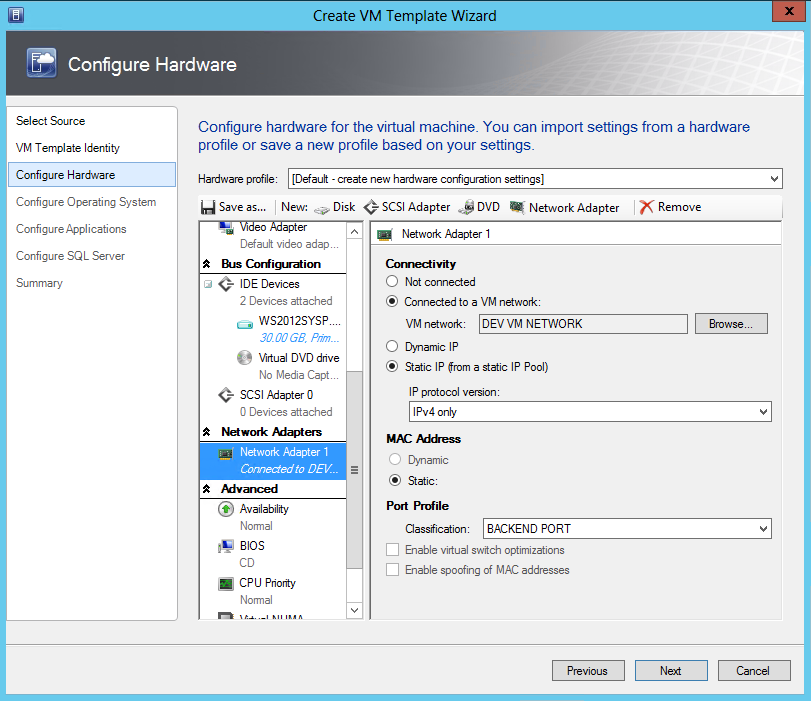 Create VM Template Wizard
x
Configure Hardware
Select Source
VM Template Identity
Configure Hardware
Configure Operating System
Configure Applications
Configure SQL Server
Summary
Configure hardware for the virtual machine. You can import settings from a hardware
profile or save a new profile based on your settings.
Hardware profile: [Default - create new hardware configuration settings]
Save as... New: Disk SCSI Adapter DVD Network Adapter Remove
Video Adapter
Default video adap...
Bus Configuration
IDE Devices
2 Devices attached
WS2012SYSP....
30.00 GB, Prim...
Virtual DVD drive
No Media Capt...
SCSI Adapter 0
0 Devices attached
Network Adapters
Network Adapter 1
Connected to DEV...
Advanced
Availability
Normal
BIOS
CD
CPU Priority
Normal
Virtual NUMA
Network Adapter 1
Connectivity
Not connected
Connected to a VM network:
VM network: DEV VM NETWORK Browse...
Dynamic IP
Static IP (from a static IP Pool)
IP protocol version:
IPv4 only
MAC Address
Dynamic
Static:
Port Profile
Classification: BACKEND PORT
Enable virtual switch optimizations
Enable spoofing of MAC addresses
Previous Next Cancel